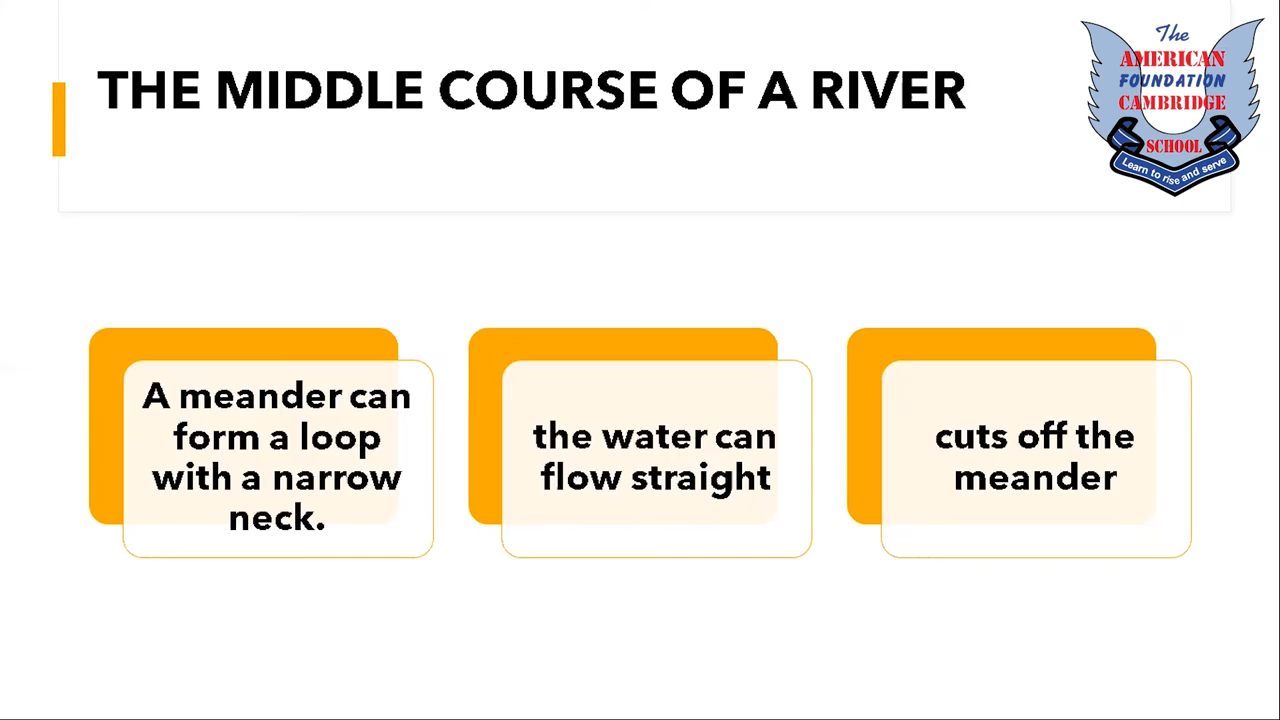 THE MIDDLE COURSE OF A RIVER
The
AMERICAN
FOUNDATION
CAMBRIDGE
SCHOOL
Learn to rise and serve
A meander can
form a loop
with a narrow
neck.
the water can
flow straight
cuts off the
meander